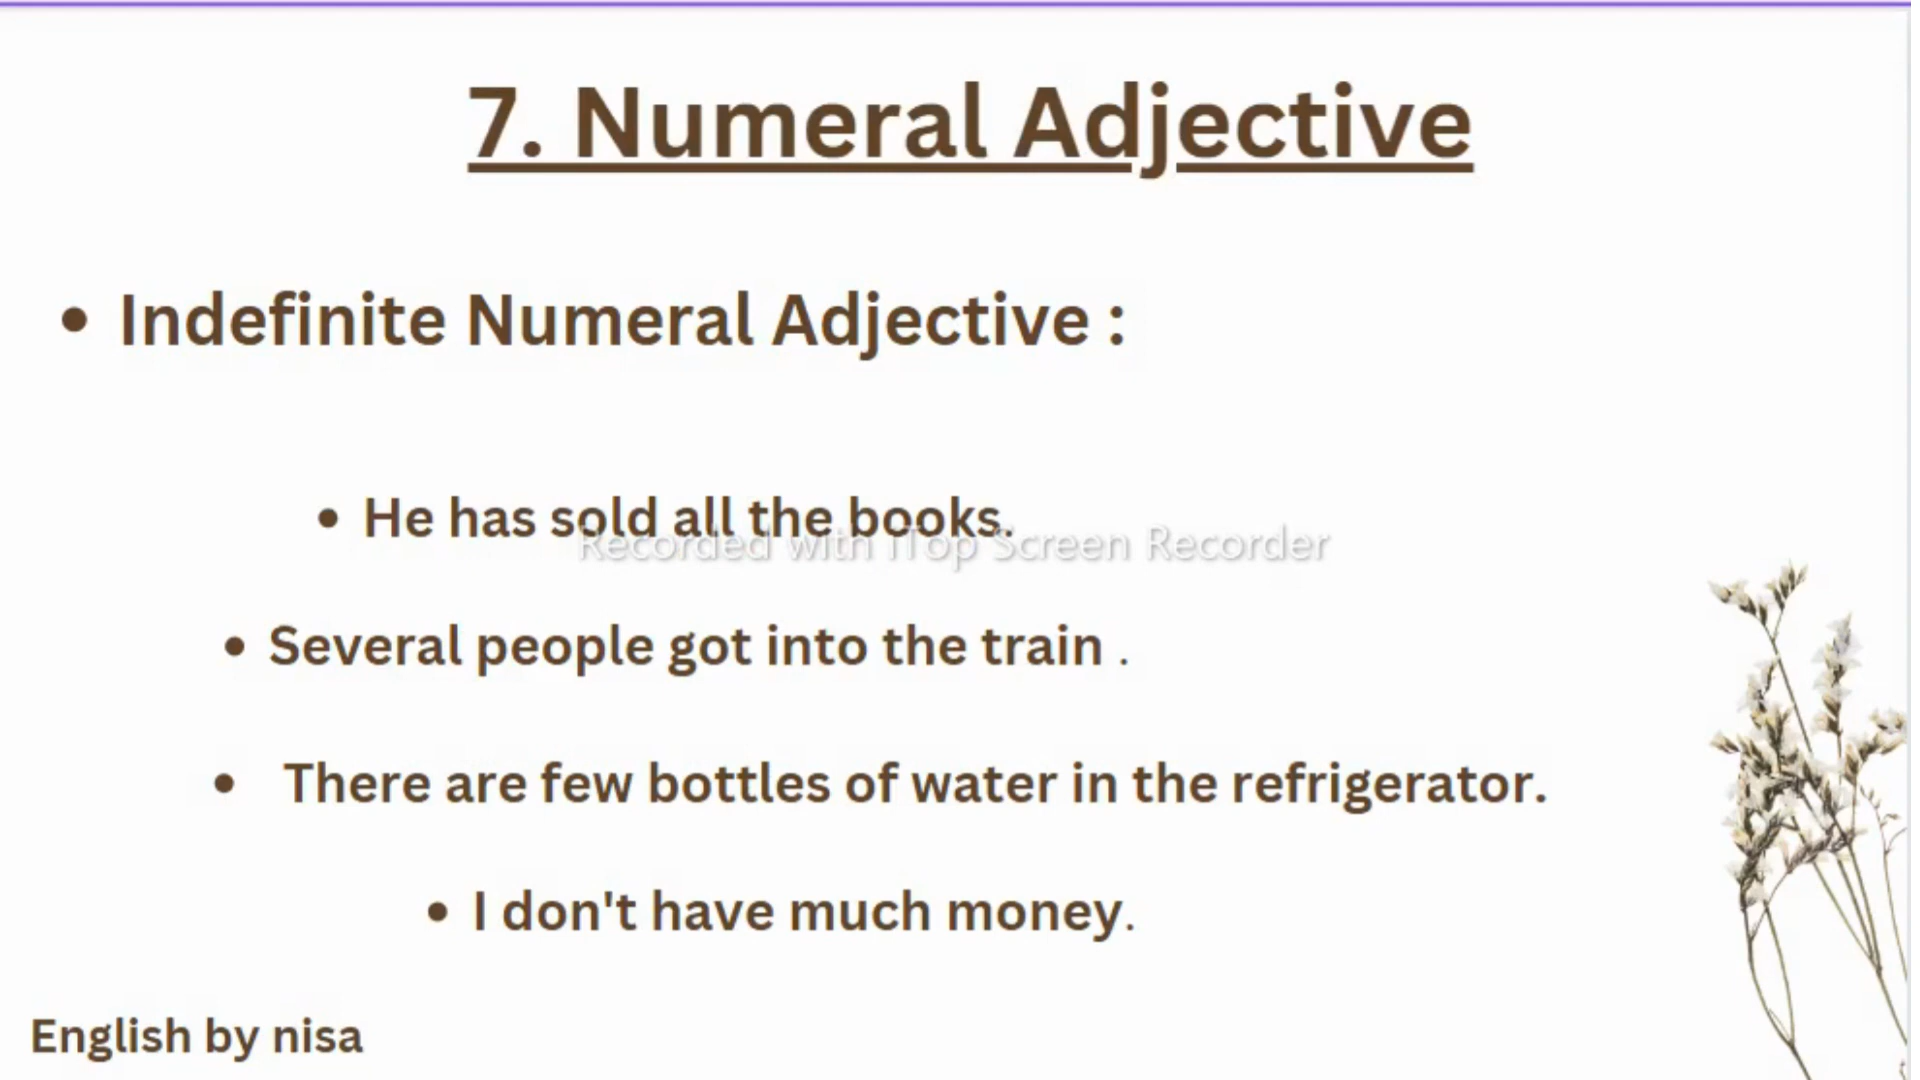 7. Numeral Adjective
• Indefinite Numeral Adjective :
• He has sold all the books.
Recorded with iTop Screen Recorder
• Several people got into the train .
• There are few bottles of water in the refrigerator.
• I don't have much money.
English by nisa